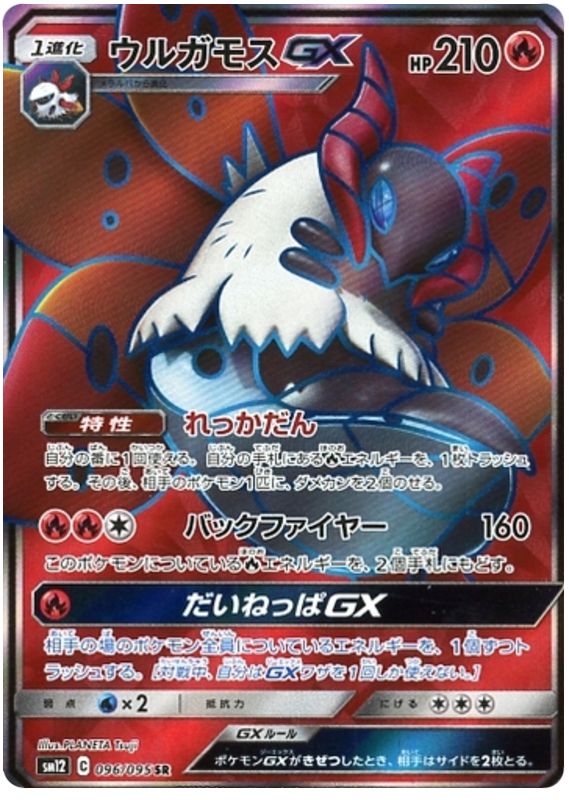 1進化 ウルガモスGX HP210
メラルバから進化
特性 れっかだん
自分の番に1回使える。自分の手札にあるエネルギーを、1枚トラッシュ
する。その後、相手のポケモン1匹に、ダメカンを2個のせる。
バックファイヤー 160
このポケモンについているエネルギーを、2個手札にもどす。
だいねっぱGX
相手の場のポケモン全員についているエネルギーを、1個ずつト
ラッシュする。[対戦中、自分はGXワザを1回しか使えない。]
弱点 ×2 抵抗力 にげる
Illus. PLANETA Tsuji
GXルール
sm12 C 096/095 SR
ポケモンGXがきぜつしたとき、相手はサイドを2枚とる。